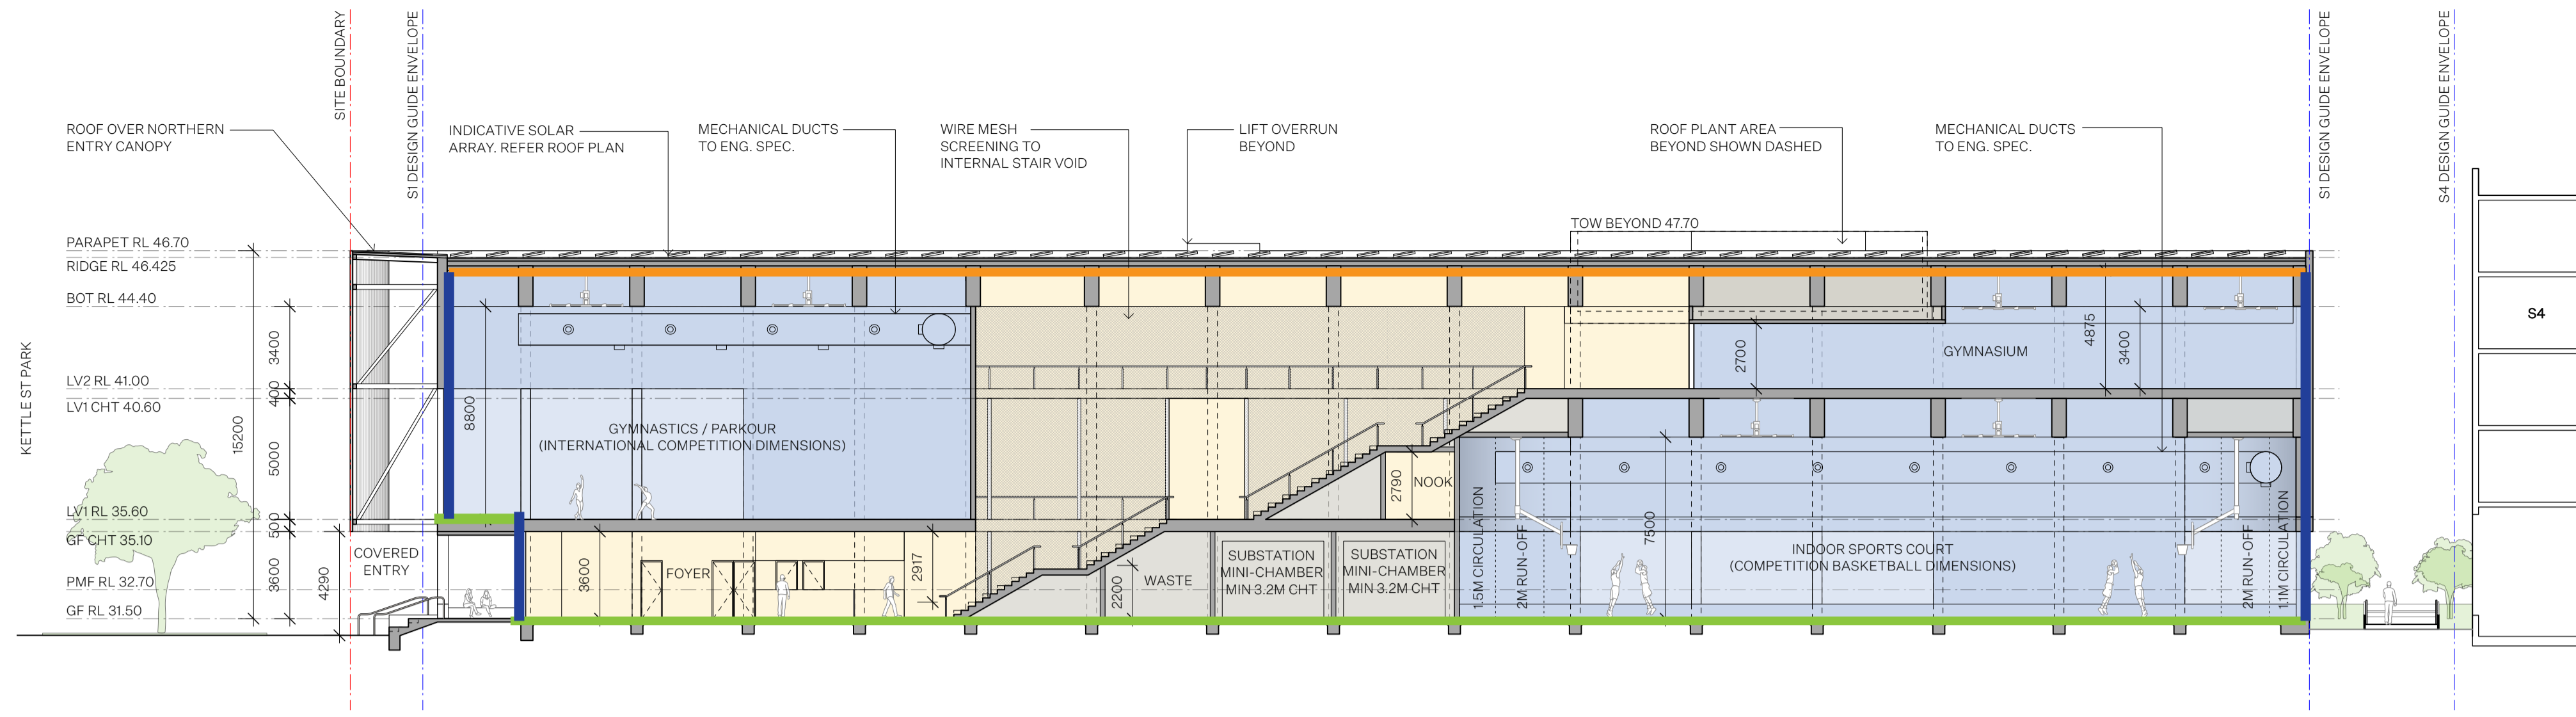 SITE BOUNDARY
S1 DESIGN GUIDE ENVELOPE
S1 DESIGN GUIDE ENVELOPE
S4 DESIGN GUIDE ENVELOPE
ROOF OVER NORTHERN
ENTRY CANOPY
INDICATIVE SOLAR
ARRAY. REFER ROOF PLAN
MECHANICAL DUCTS
TO ENG. SPEC.
WIRE MESH
SCREENING TO
INTERNAL STAIR VOID
LIFT OVERRUN
BEYOND
ROOF PLANT AREA
BEYOND SHOWN DASHED
MECHANICAL DUCTS
TO ENG. SPEC.
TOW BEYOND 47.70
PARAPET RL 46.70
RIDGE RL 46.425
BOT RL 44.40
LV2 RL 41.00
LV1 CHT 40.60
LV1 RL 35.60
GF CHT 35.10
PMF RL 32.70
GF RL 31.50
KETTLE ST PARK
15200
3400
400
5000
500
3600
4290
8800
GYMNASTICS / PARKOUR
(INTERNATIONAL COMPETITION DIMENSIONS)
2700
GYMNASIUM
4875
3400
S4
COVERED
ENTRY
3600
FOYER
2917
2200
WASTE
SUBSTATION
MINI-CHAMBER
MIN 3.2M CHT
SUBSTATION
MINI-CHAMBER
MIN 3.2M CHT
2790
NOOK
1.5M CIRCULATION
2M RUN-OFF
7500
INDOOR SPORTS COURT
(COMPETITION BASKETBALL DIMENSIONS)
2M RUN-OFF
1.1M CIRCULATION